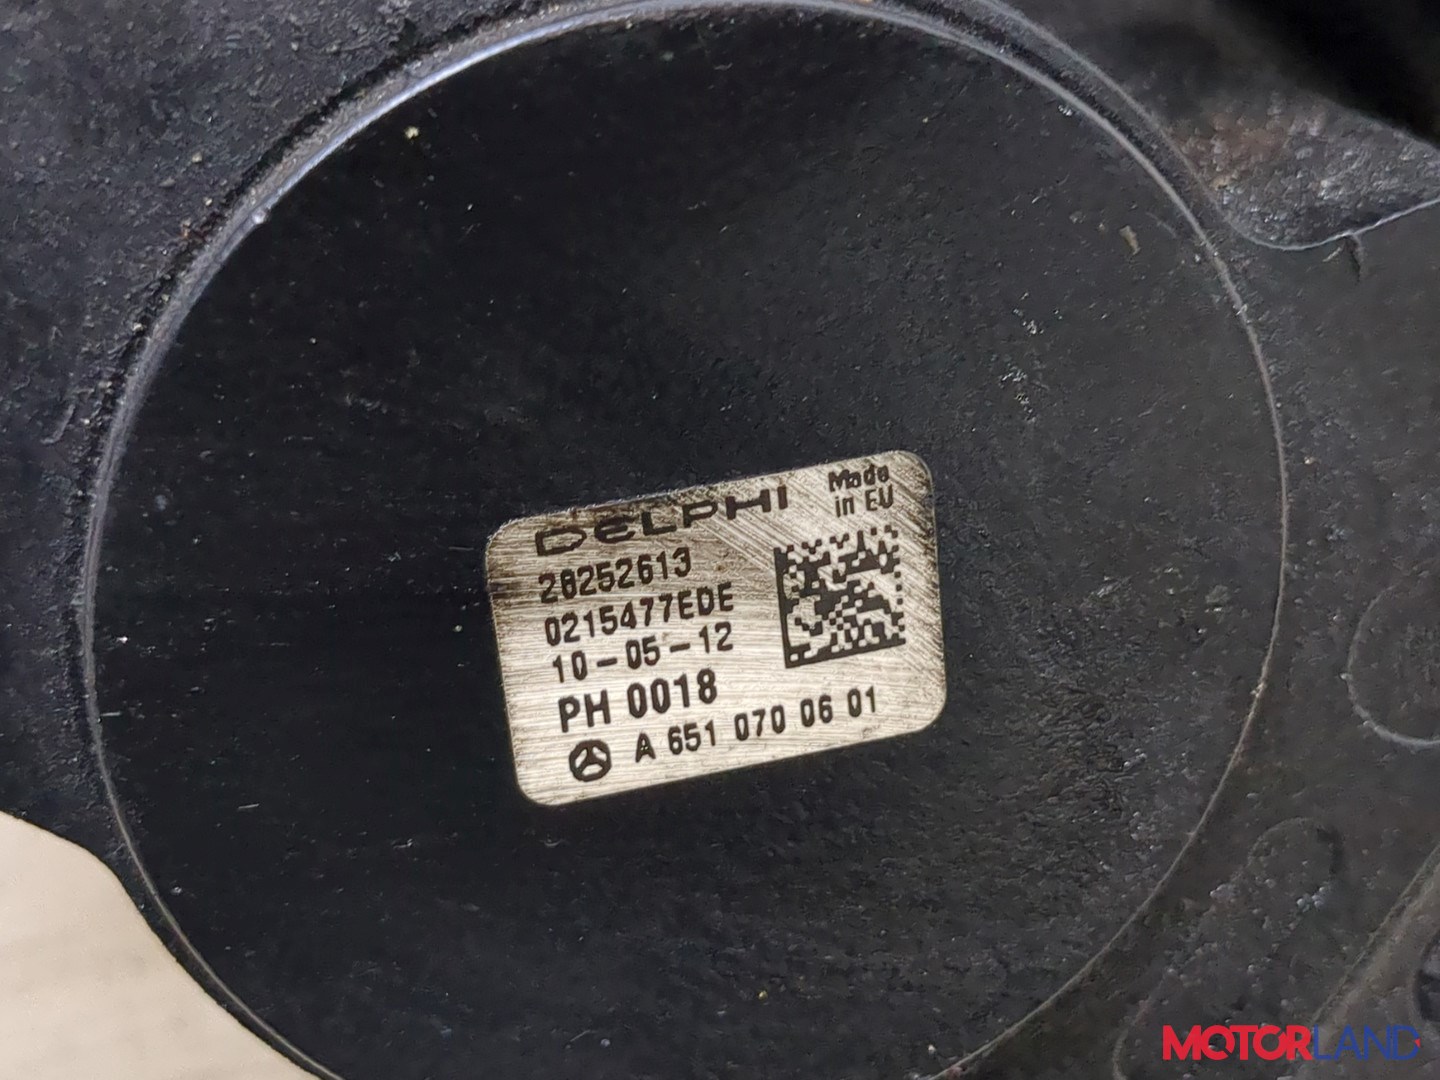 DELPHI
Made
in EU
28252613
0215477EDE
10-05-12
PH 0018
A 651 070 06 01
MOTORLAND